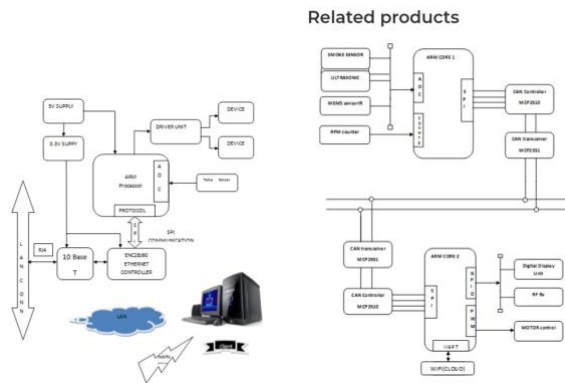 Related products
5V SUPPLY
3.3V SUPPY
DRIVER UNIT
DEVICE
DEVICE
ARM
Processor
A
D
C
PROTOCOL
S
P
I
SPI
COMMUNICATION
LAN CONN
RJ4
10 Base
T
ENC28J60
ETHERNET
CONTROLLER
LAN
Client
SMOKE SENSOR
ULTRASONIC
MEMS sensor
RPM counter
ARM CORE 1
A
D
C
S
P
I
CAN Controller
MCP2510
CAN transceiver
MCP2551
CAN transceiver
MCP2551
CAN Controller
MCP2510
ARM CORE 2
S
P
I
G
P
I
O
P
W
M
UART
WIFI(CLOUD)
Digital Display
Unit
RF Rx
MOTOR control